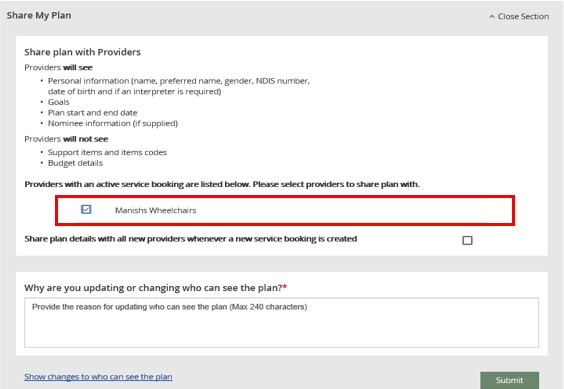 Share My Plan
Close Section
Share plan with Providers
Providers will see
• Personal information (name, preferred name, gender, NDIS number,
date of birth and if an interpreter is required)
• Goals
• Plan start and end date
• Nominee information (if supplied)
Providers will not see
• Support items and items codes
• Budget details
Providers with an active service booking are listed below. Please select providers to share plan with.
Manishs Wheelchairs
Share plan details with all new providers whenever a new service booking is created
Why are you updating or changing who can see the plan?*
Provide the reason for updating who can see the plan (Max 240 characters)
Show changes to who can see the plan
Submit